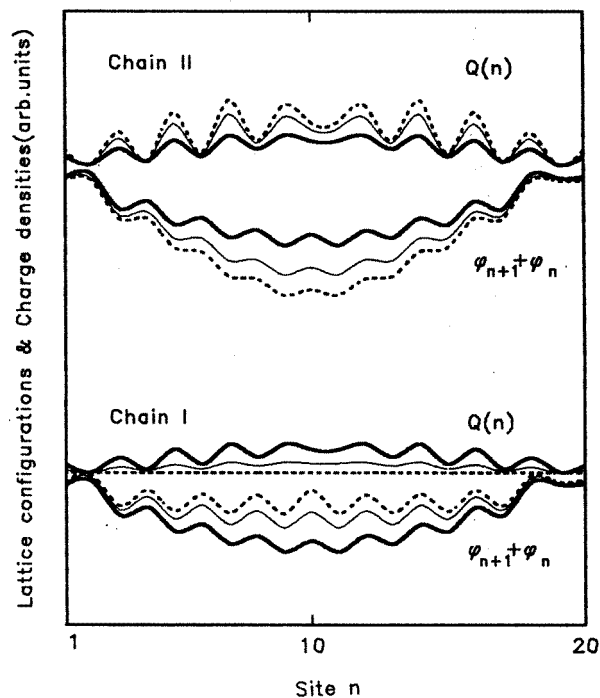 Lattice configurations & Charge densities(arb.units)
Chain II
Q(n)
φn+1+φn
Chain I
Q(n)
φn+1+φn
1
10
20
Site n